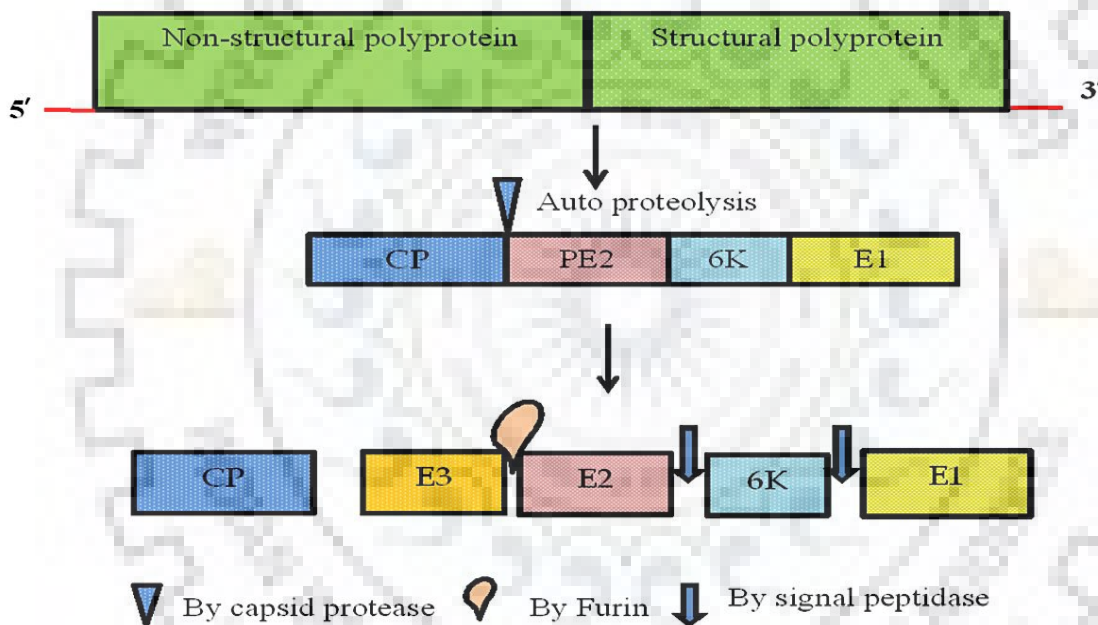 Non-structural polyprotein Structural polyprotein
5' 3'
Auto proteolysis
CP PE2 6K E1
CP E3 E2 6K E1
By capsid protease By Furin By signal peptidase